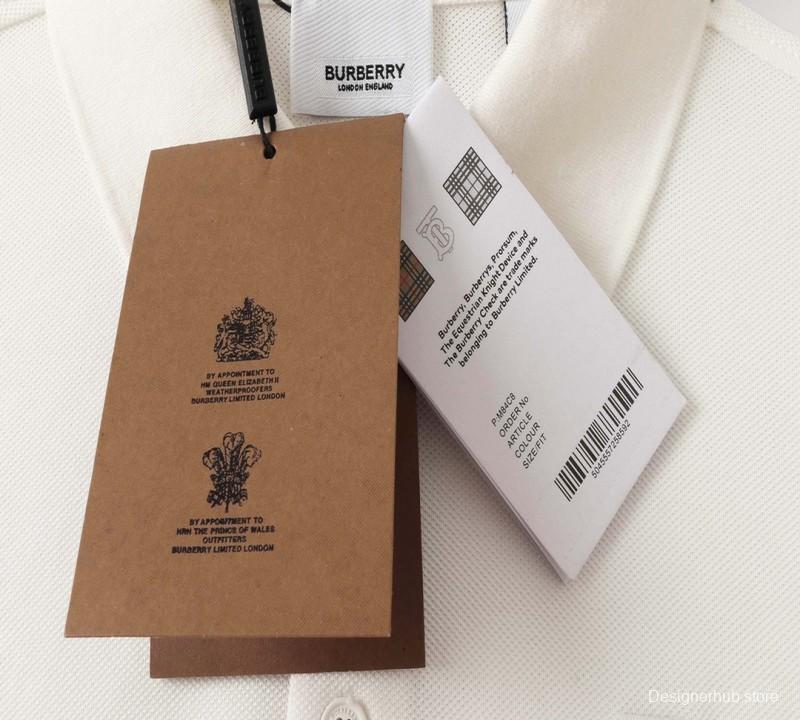 BURBERRY
LONDON ENGLAND
BY APPOINTMENT TO
HM QUEEN ELIZABETH II
WEATHERPROOFERS
BURBERRY LIMITED LONDON
BY APPOINTMENT TO
HRH THE PRINCE OF WALES
OUTFITTERS
BURBERRY LIMITED LONDON
Burberry, Burberrys, Prorsum,
The Equestrian Knight Device and
The Burberry Check are trade marks
belonging to Burberry Limited.
P-M84C8
ORDER No
ARTICLE
COLOUR
SIZE/FIT
5045557258592
Designerhub store